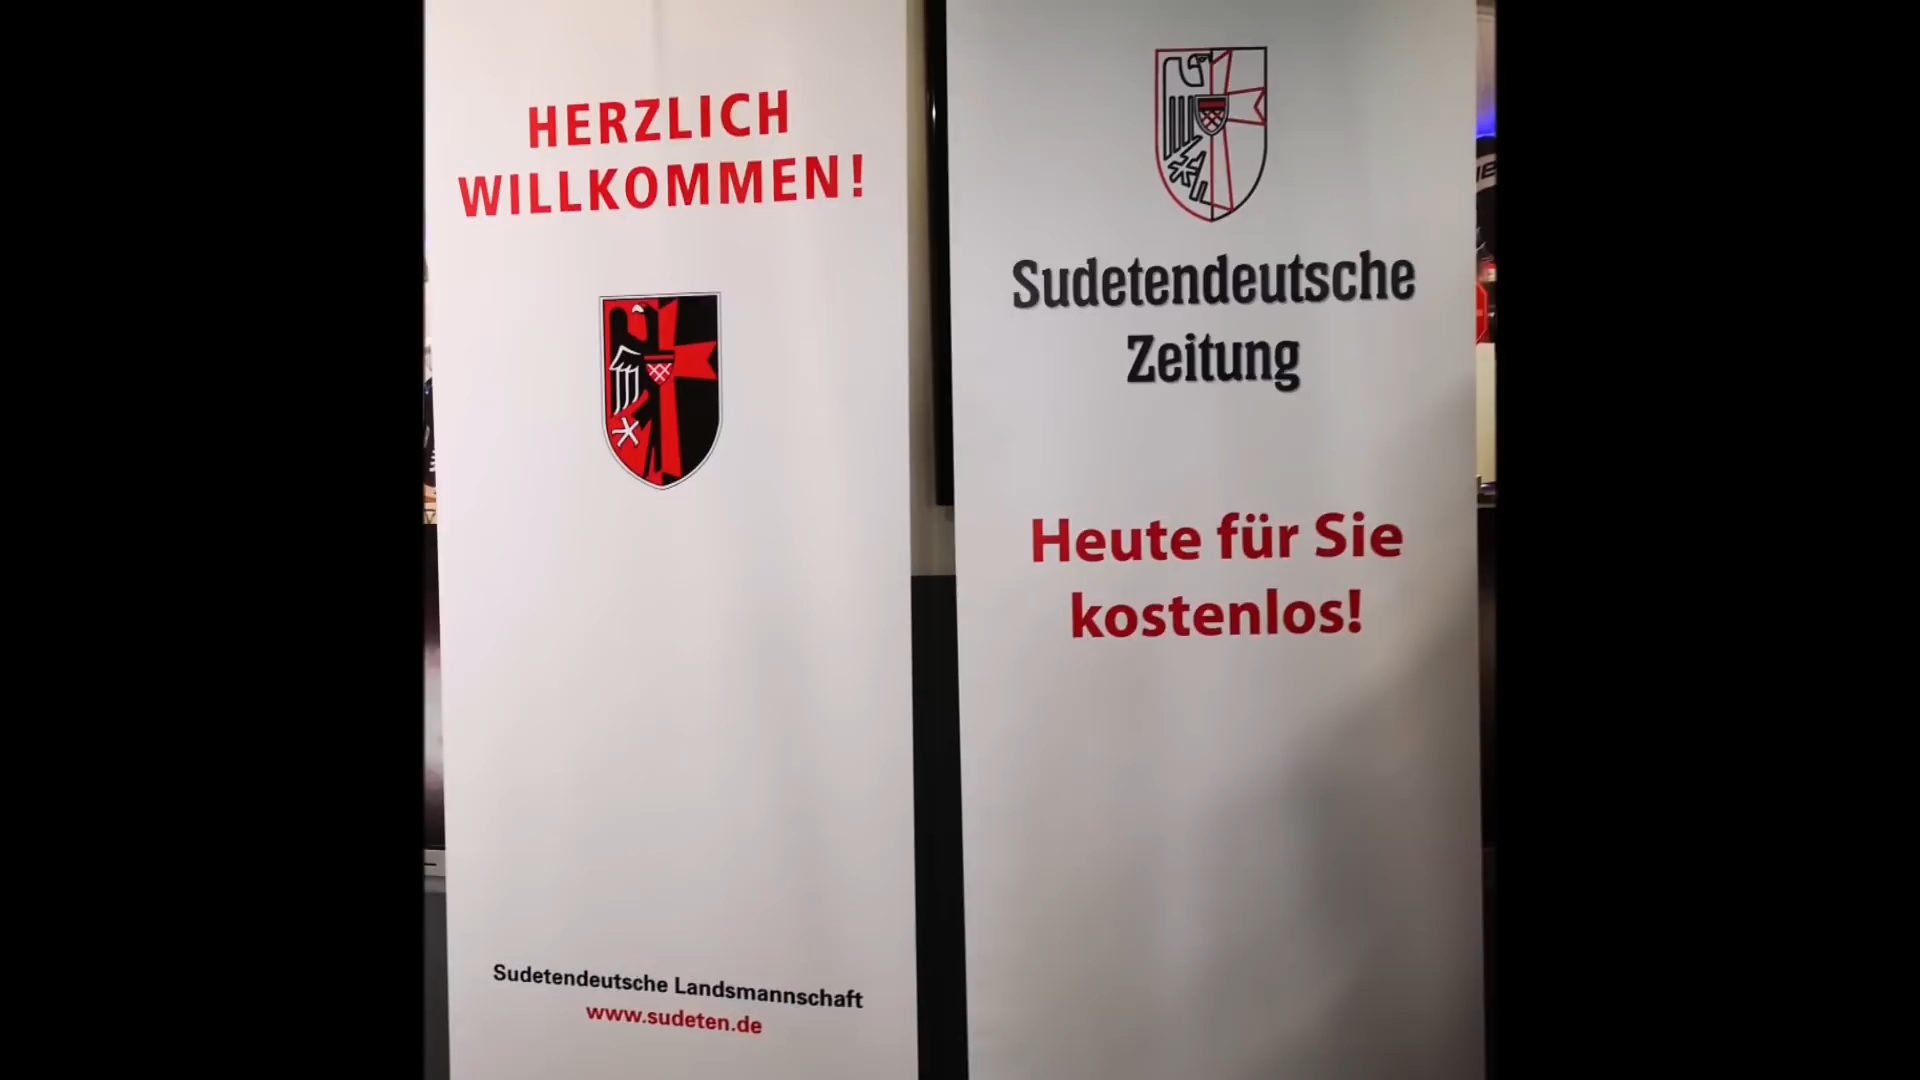 HERZLICH
WILLKOMMEN!
Sudetendeutsche Landsmannschaft
www.sudeten.de
Sudetendeutsche
Zeitung
Heute für Sie
kostenlos!